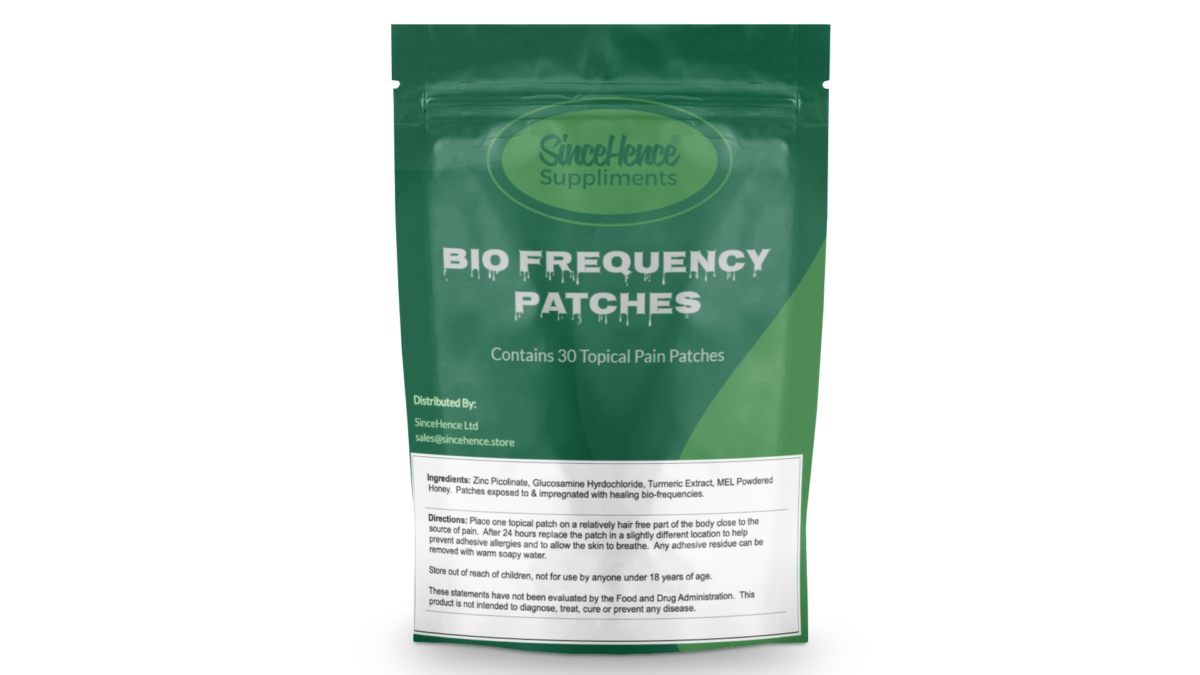 SinceHence®
Suppliments
BIO FREQUENCY
PATCHES
Contains 30 Topical Pain Patches
Distributed By:
SinceHence Ltd
sales@sincehence.store
Ingredients: Zinc Picolinate, Glucosamine Hyrdochloride, Turmeric Extract, MEL Powdered
Honey. Patches exposed to & impregnated with healing bio-frequencies.
Directions: Place one topical patch on a relatively hair free part of the body close to the
source of pain. After 24 hours replace the patch in a slightly different location to help
prevent adhesive allergies and to allow the skin to breathe. Any adhesive residue can be
removed with warm soapy water.
Store out of reach of children, not for use by anyone under 18 years of age.
These statements have not been evaluated by the Food and Drug Administration. This
product is not intended to diagnose, treat, cure or prevent any disease.